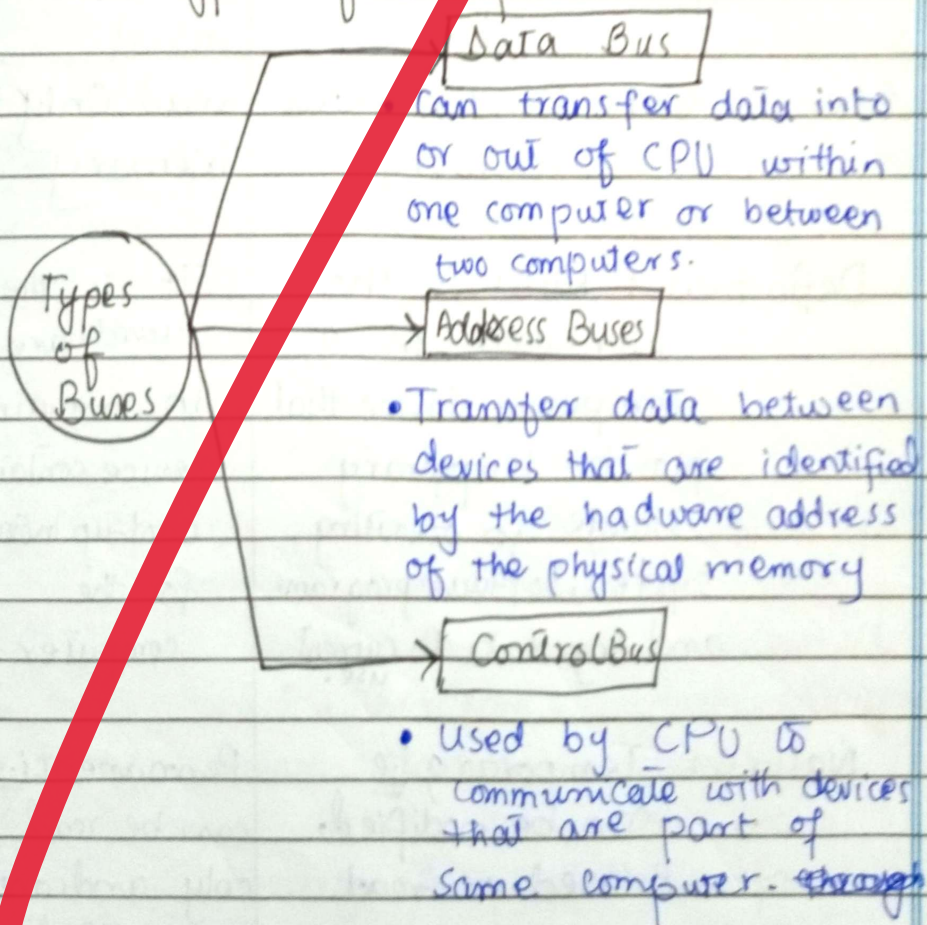 Types
of
Buses
Data Bus
• Can transfer data into
or out of CPU within
one computer or between
two computers.
Address Buses
• Transfer data between
devices that are identified
by the hadware address
of the physical memory
Control Bus
• Used by CPU to
communicate with devices
that are part of
same computer.